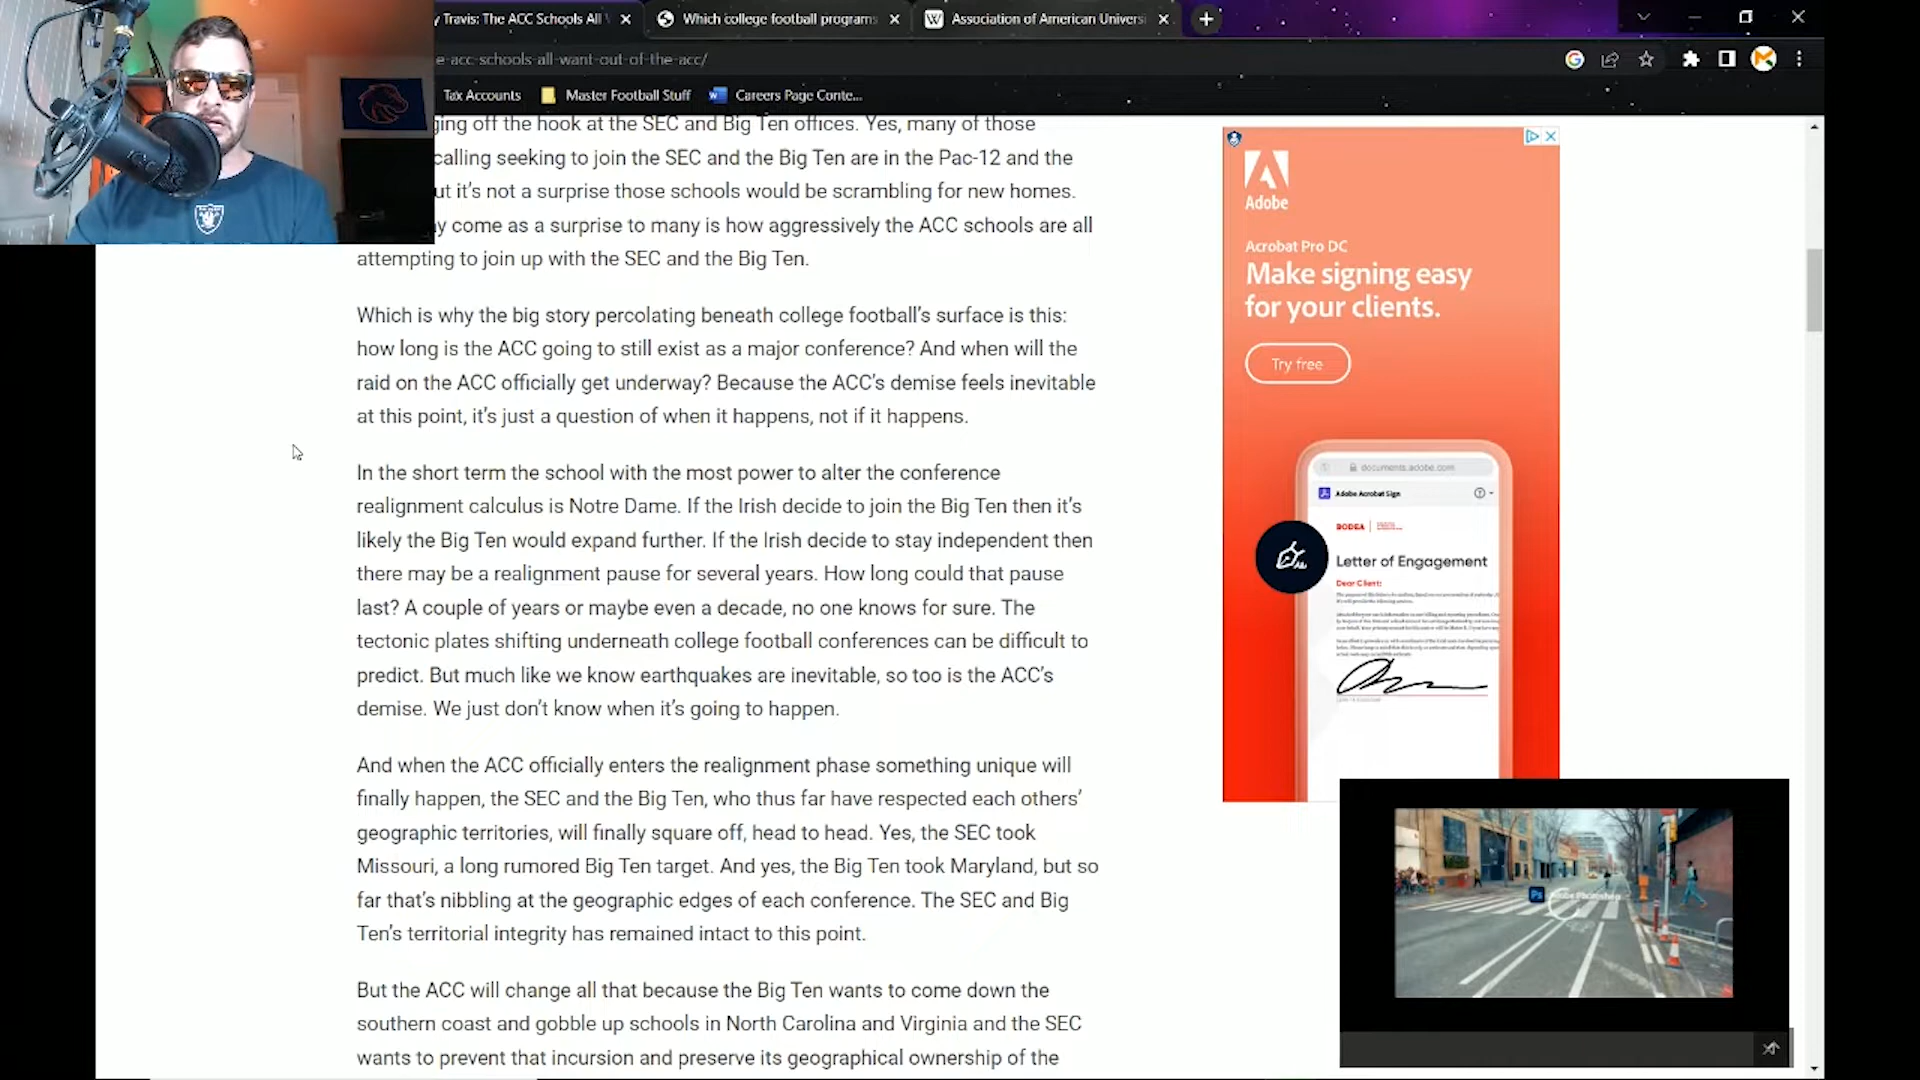 y Travis: The ACC Schools All
Which college football programs
Association of American Universi
e-acc-schools-all-want-out-of-the-acc/
Tax Accounts
Master Football Stuff
Careers Page Conte...
ging off the hook at the SEC and Big Ten offices. Yes, many of those
calling seeking to join the SEC and the Big Ten are in the Pac-12 and the
ut it's not a surprise those schools would be scrambling for new homes.
y come as a surprise to many is how aggressively the ACC schools are all
attempting to join up with the SEC and the Big Ten.
Which is why the big story percolating beneath college football's surface is this:
how long is the ACC going to still exist as a major conference? And when will the
raid on the ACC officially get underway? Because the ACC's demise feels inevitable
at this point, it's just a question of when it happens, not if it happens.
In the short term the school with the most power to alter the conference
realignment calculus is Notre Dame. If the Irish decide to join the Big Ten then it's
likely the Big Ten would expand further. If the Irish decide to stay independent then
there may be a realignment pause for several years. How long could that pause
last? A couple of years or maybe even a decade, no one knows for sure. The
tectonic plates shifting underneath college football conferences can be difficult to
predict. But much like we know earthquakes are inevitable, so too is the ACC's
demise. We just don't know when it's going to happen.
And when the ACC officially enters the realignment phase something unique will
finally happen, the SEC and the Big Ten, who thus far have respected each others'
geographic territories, will finally square off, head to head. Yes, the SEC took
Missouri, a long rumored Big Ten target. And yes, the Big Ten took Maryland, but so
far that's nibbling at the geographic edges of each conference. The SEC and Big
Ten's territorial integrity has remained intact to this point.
But the ACC will change all that because the Big Ten wants to come down the
southern coast and gobble up schools in North Carolina and Virginia and the SEC
wants to prevent that incursion and preserve its geographical ownership of the
Adobe
Acrobat Pro DC
Make signing easy
for your clients.
Try free
documents.adobe.com
Adobe Acrobat Sign
BODEA
Letter of Engagement
Dear Client:
Ps
Adobe Photoshop